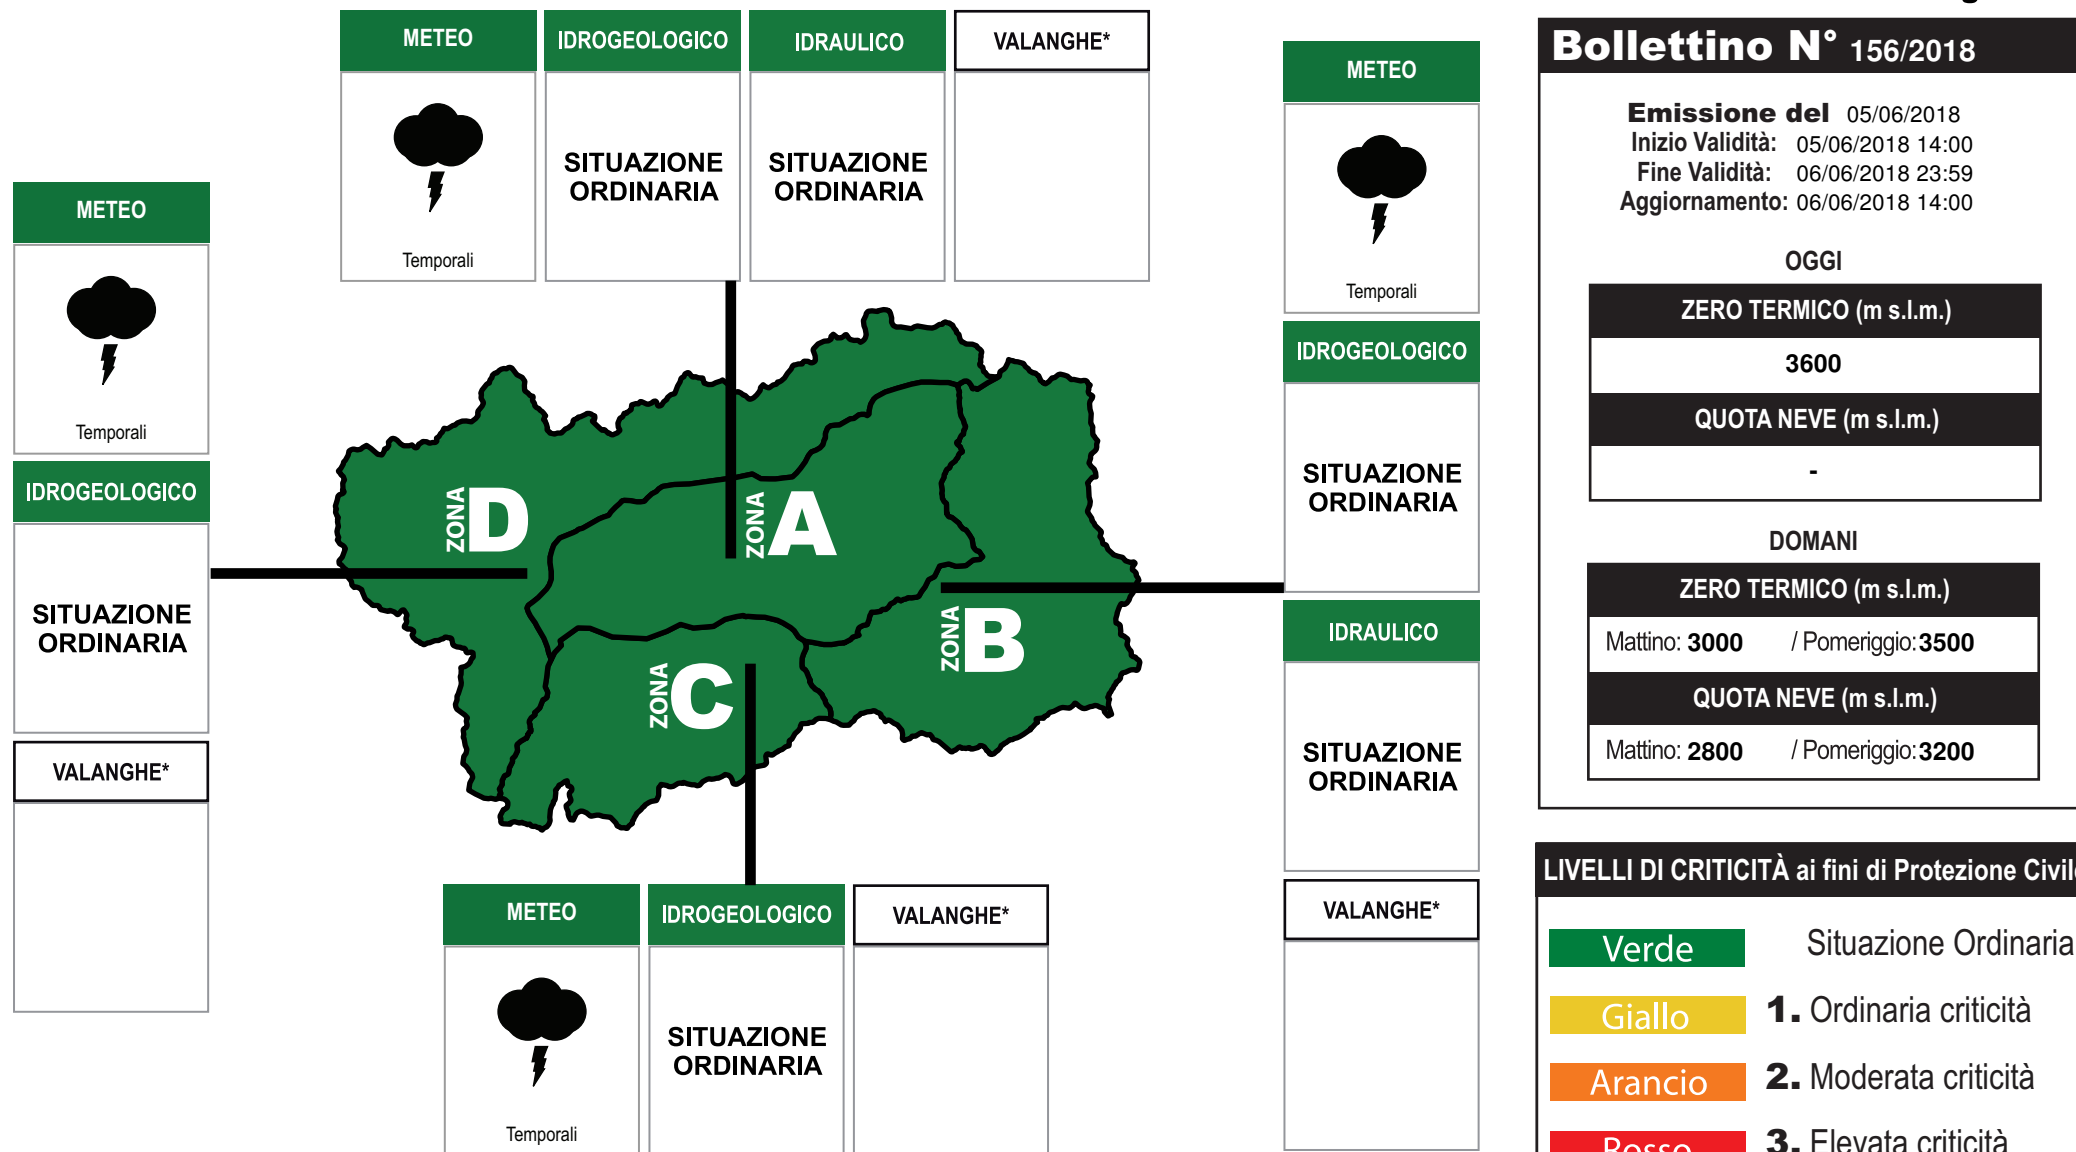 METEO
IDROGEOLOGICO
IDRAULICO
VALANGHE*
Temporali
SITUAZIONE
ORDINARIA
SITUAZIONE
ORDINARIA
METEO
Temporali
IDROGEOLOGICO
SITUAZIONE
ORDINARIA
VALANGHE*
ZONA D
ZONA A
ZONA B
ZONA C
METEO
Temporali
IDROGEOLOGICO
SITUAZIONE
ORDINARIA
IDRAULICO
SITUAZIONE
ORDINARIA
VALANGHE*
METEO
IDROGEOLOGICO
VALANGHE*
Temporali
SITUAZIONE
ORDINARIA
Bollettino N° 156/2018
Emissione del 05/06/2018
Inizio Validità: 05/06/2018 14:00
Fine Validità: 06/06/2018 23:59
Aggiornamento: 06/06/2018 14:00
OGGI
ZERO TERMICO (m s.l.m.)
3600
QUOTA NEVE (m s.l.m.)
-
DOMANI
ZERO TERMICO (m s.l.m.)
Mattino: 3000 / Pomeriggio: 3500
QUOTA NEVE (m s.l.m.)
Mattino: 2800 / Pomeriggio: 3200
LIVELLI DI CRITICITÀ ai fini di Protezione Civile
Verde Situazione Ordinaria
Giallo 1. Ordinaria criticità
Arancio 2. Moderata criticità
Rosso 3. Elevata criticità